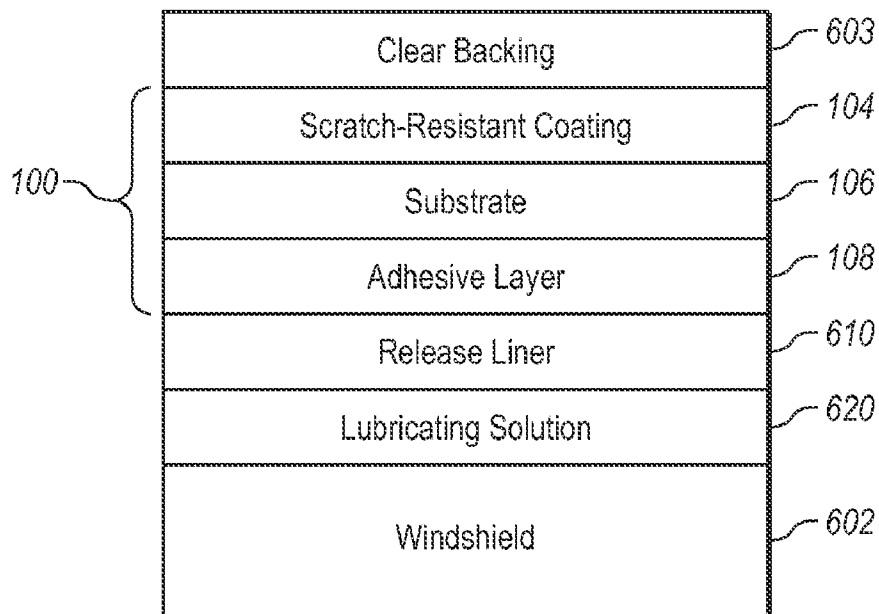 Clear Backing 603
Scratch-Resistant Coating 104
100
Substrate 106
Adhesive Layer 108
Release Liner 610
Lubricating Solution 620
Windshield 602